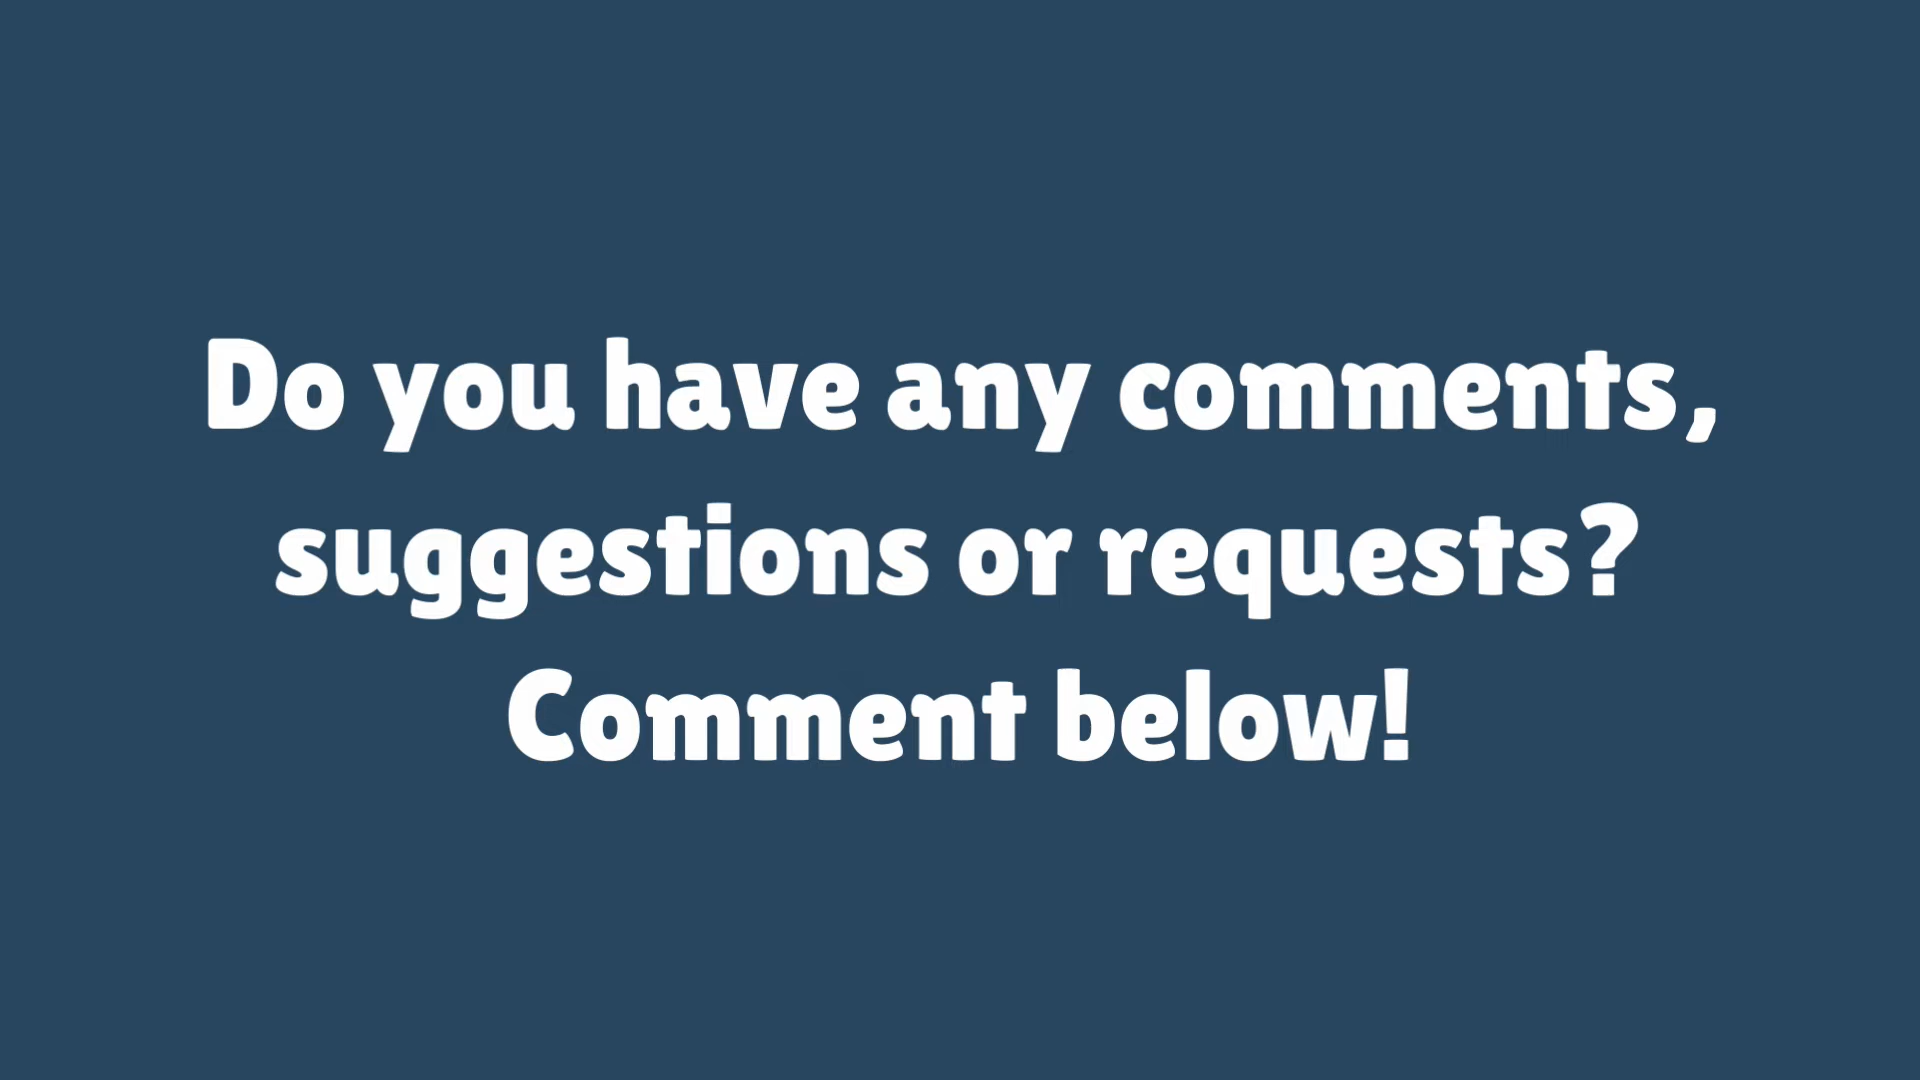 Do you have any comments,
suggestions or requests?
Comment below!